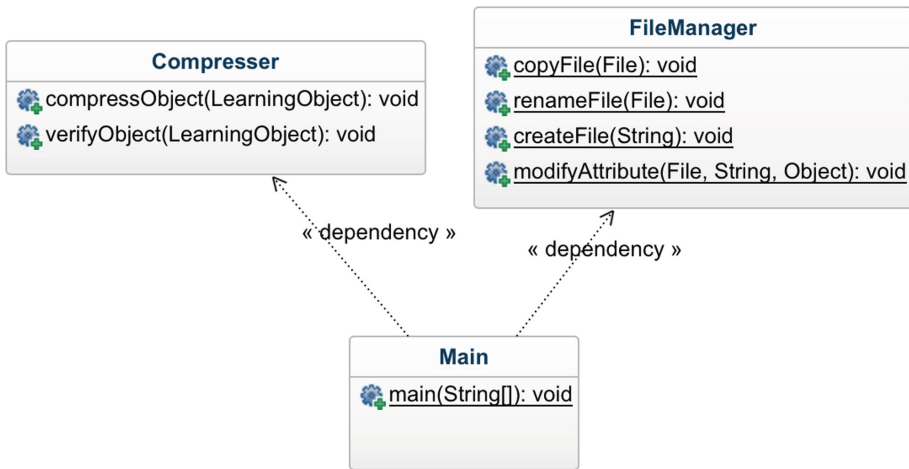 Compresser
compressObject(LearningObject): void
verifyObject(LearningObject): void
FileManager
copyFile(File): void
renameFile(File): void
createFile(String): void
modifyAttribute(File, String, Object): void
« dependency »
« dependency »
Main
main(String[]): void